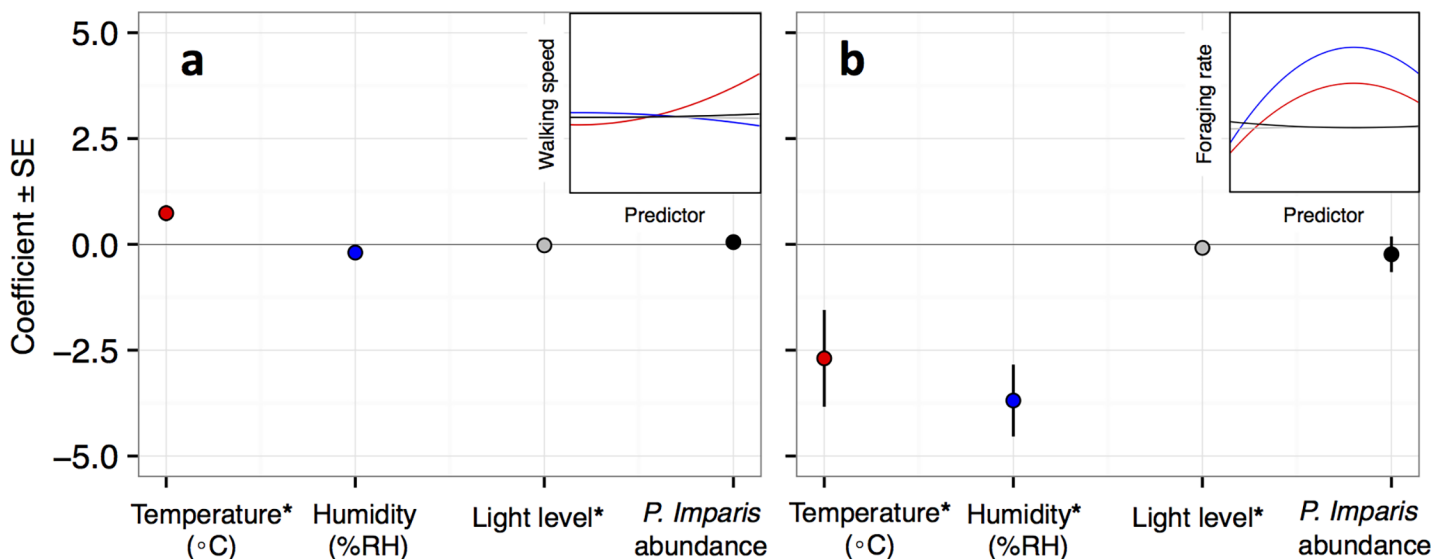 Coefficient ± SE
5.0
2.5
0.0
−2.5
−5.0
a
Walking speed
Predictor
Temperature*
(◦C)
Humidity
(%RH)
Light level*
P. Imparis
abundance
b
Foraging rate
Predictor
Temperature*
(◦C)
Humidity*
(%RH)
Light level*
P. Imparis
abundance